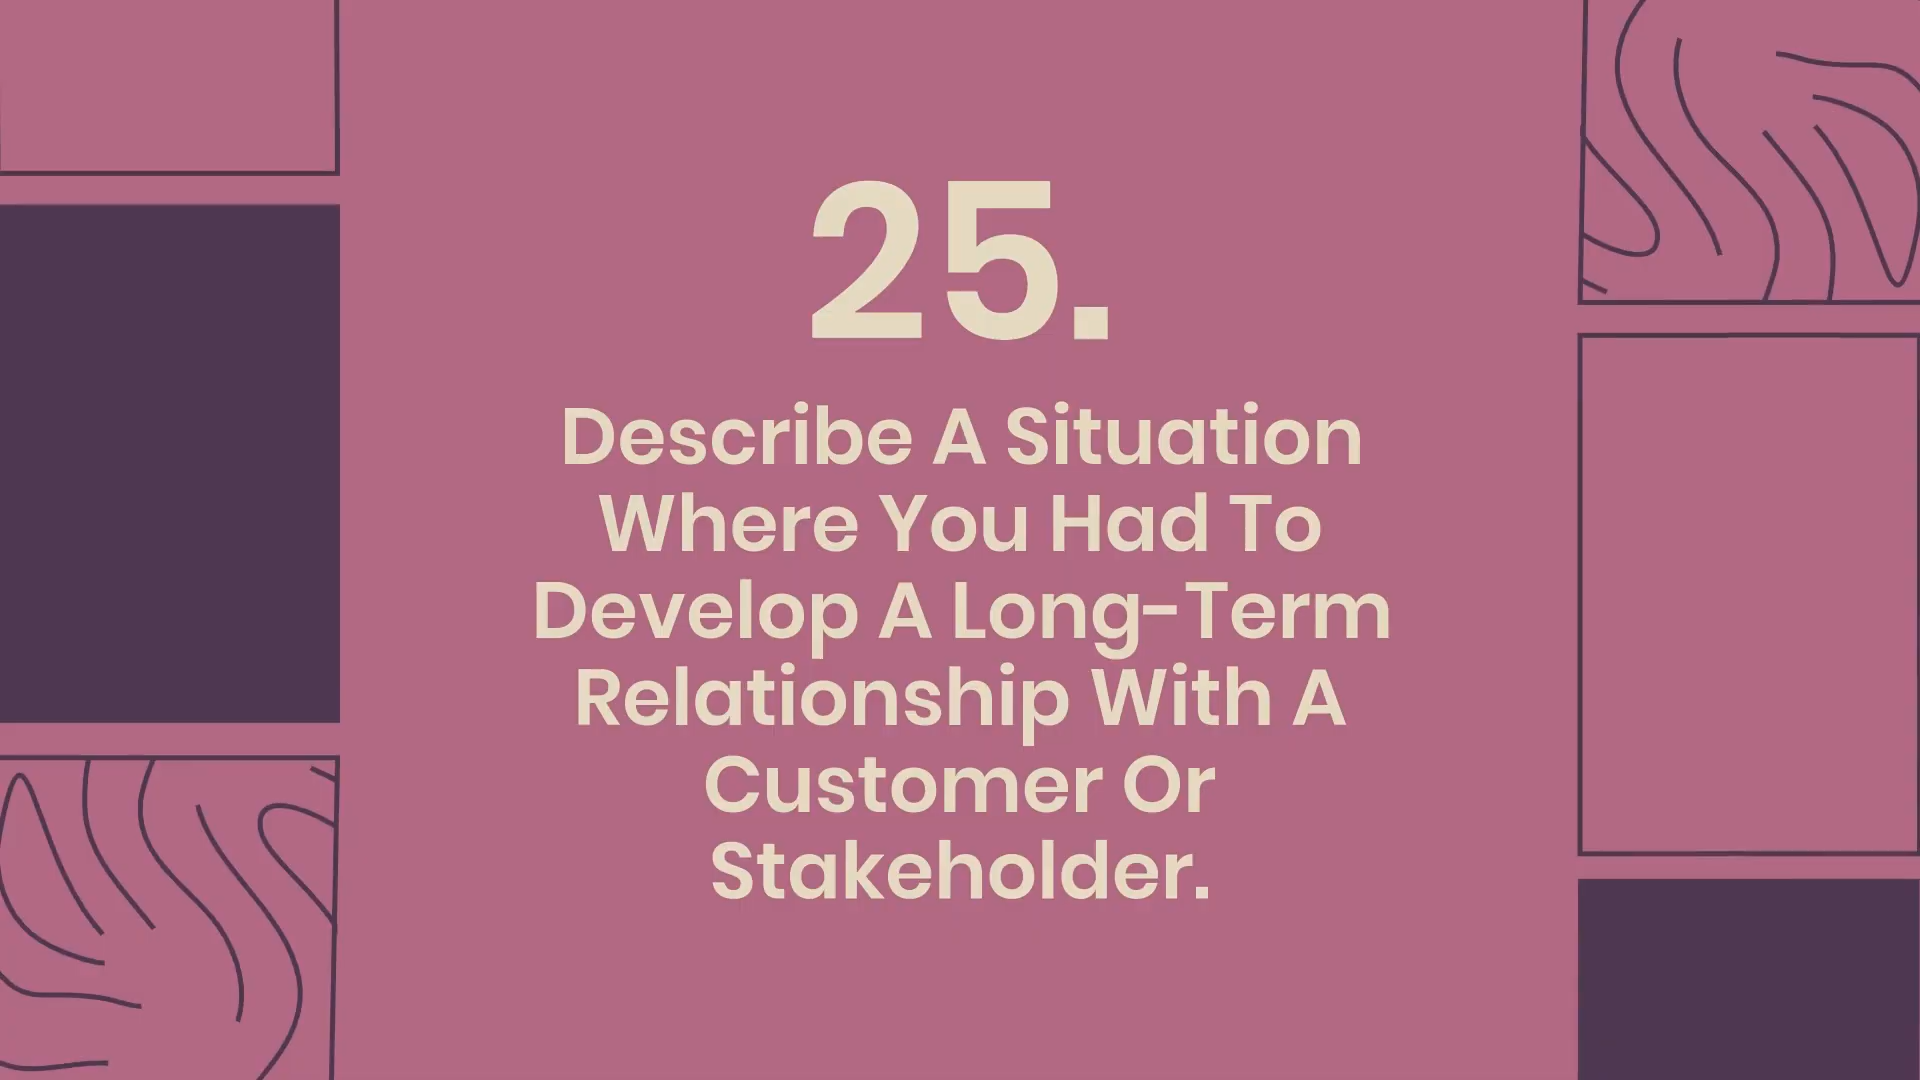 25.
Describe A Situation
Where You Had To
Develop A Long-Term
Relationship With A
Customer Or
Stakeholder.